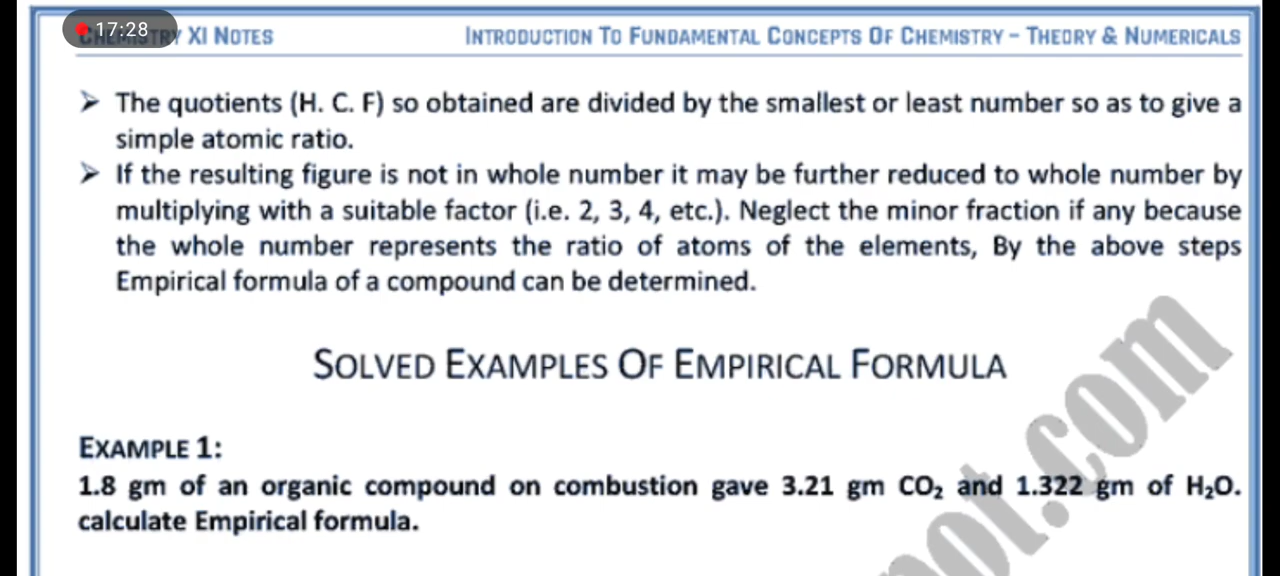 17:28
CHEMISTRY XI NOTES
INTRODUCTION TO FUNDAMENTAL CONCEPTS OF CHEMISTRY – THEORY & NUMERICALS
➢ The quotients (H. C. F) so obtained are divided by the smallest or least number so as to give a
simple atomic ratio.
➢ If the resulting figure is not in whole number it may be further reduced to whole number by
multiplying with a suitable factor (i.e. 2, 3, 4, etc.). Neglect the minor fraction if any because
the whole number represents the ratio of atoms of the elements, By the above steps
Empirical formula of a compound can be determined.
SOLVED EXAMPLES OF EMPIRICAL FORMULA
EXAMPLE 1:
1.8 gm of an organic compound on combustion gave 3.21 gm CO₂ and 1.322 gm of H₂O.
calculate Empirical formula.
ot.com